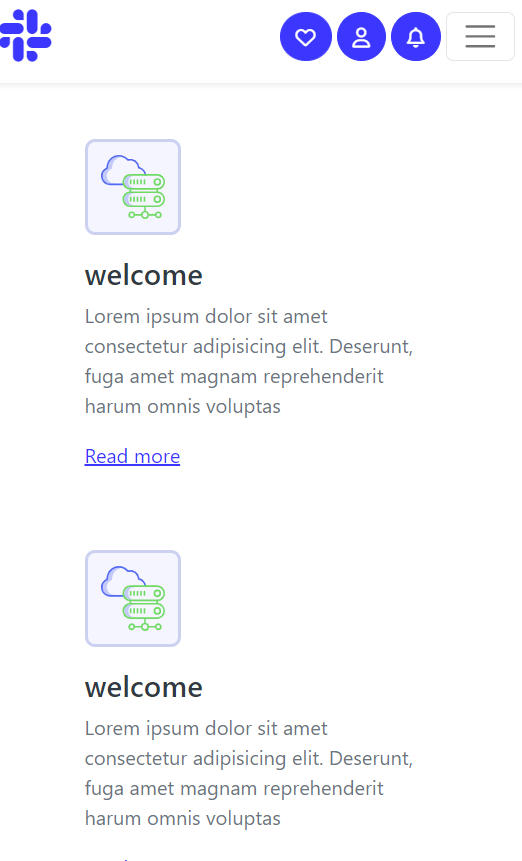 welcome
Lorem ipsum dolor sit amet
consectetur adipisicing elit. Deserunt,
fuga amet magnam reprehenderit
harum omnis voluptas
Read more
welcome
Lorem ipsum dolor sit amet
consectetur adipisicing elit. Deserunt,
fuga amet magnam reprehenderit
harum omnis voluptas